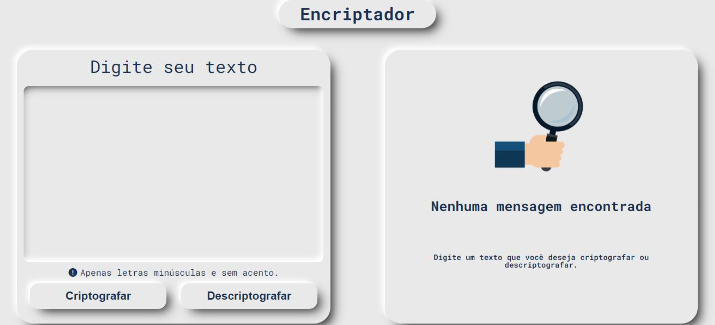 Encriptador
Digite seu texto
Apenas letras minúsculas e sem acento.
Criptografar
Descriptografar
Nenhuma mensagem encontrada
Digite um texto que você deseja criptografar ou
descriptografar.